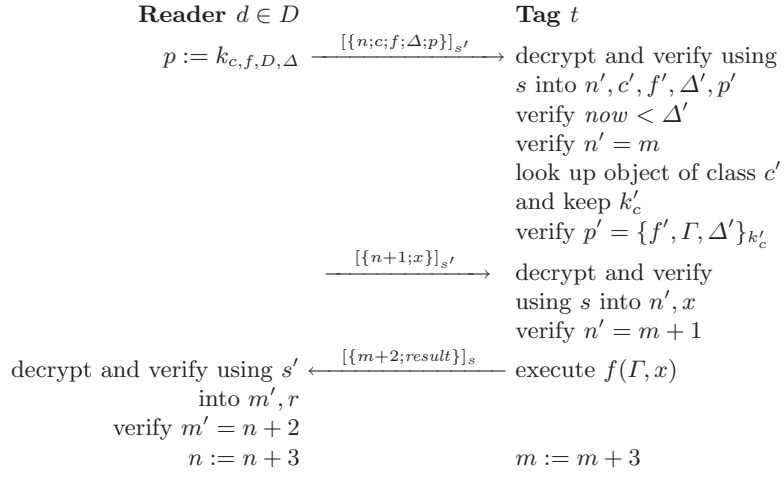 Reader d ∈ D Tag t
p := k_{c,f,D,Δ} [{n;c;f;Δ;p}]_{s′} decrypt and verify using
s into n′, c′, f′, Δ′, p′
verify now < Δ′
verify n′ = m
look up object of class c′
and keep k′_c
verify p′ = {f′, Γ, Δ′}_{k′_c}
[{n+1;x}]_{s′} decrypt and verify
using s into n′, x
verify n′ = m + 1
decrypt and verify using s′ [{m+2;result}]_s execute f(Γ, x)
into m′, r
verify m′ = n + 2
n := n + 3 m := m + 3